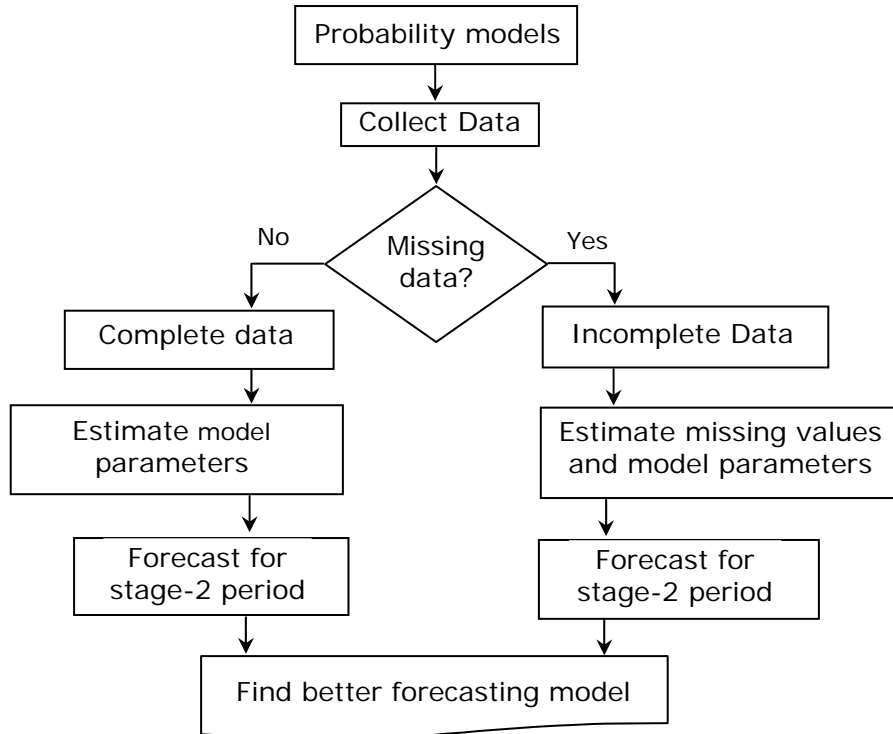 Probability models
Collect Data
Missing
data?
No
Yes
Complete data
Incomplete Data
Estimate model
parameters
Estimate missing values
and model parameters
Forecast for
stage-2 period
Forecast for
stage-2 period
Find better forecasting model